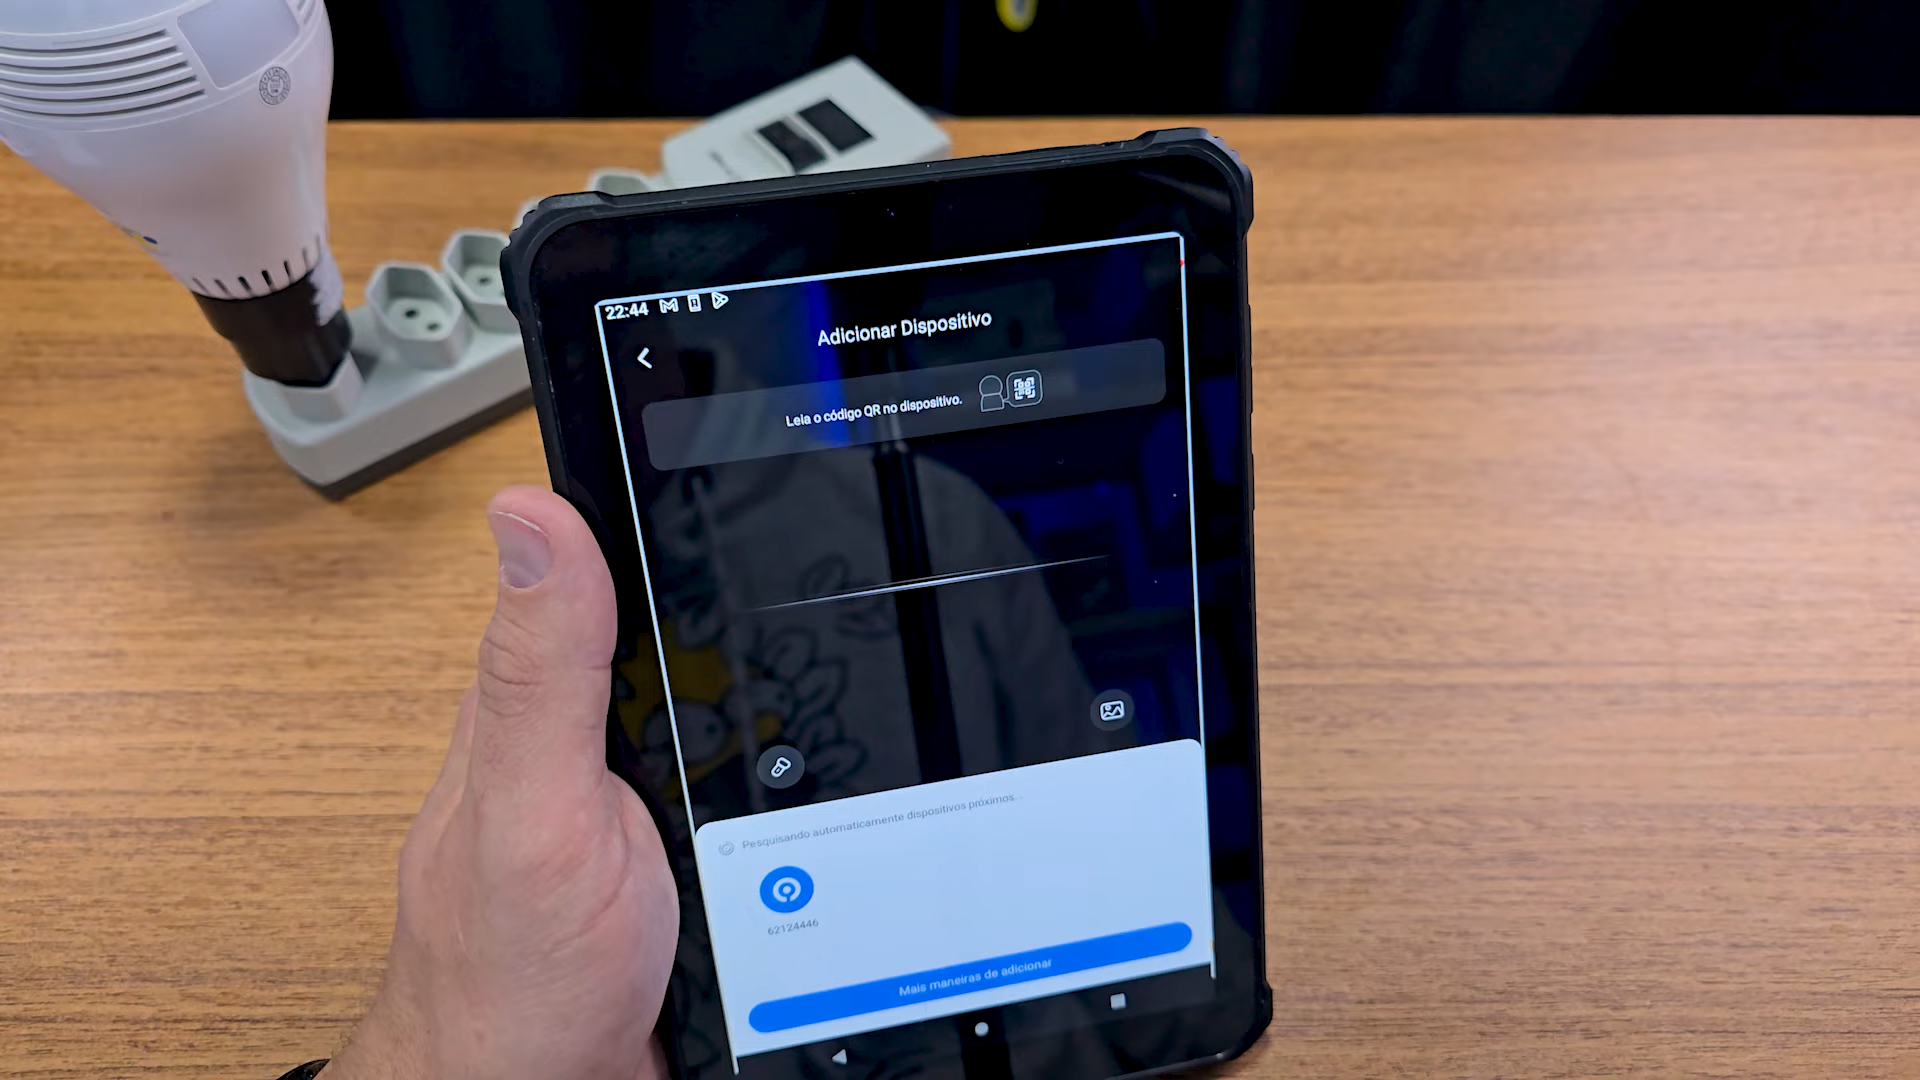 22:44
Adicionar Dispositivo
Leia o código QR no dispositivo.
Pesquisando automaticamente dispositivos próximos...
62124446
Mais maneiras de adicionar